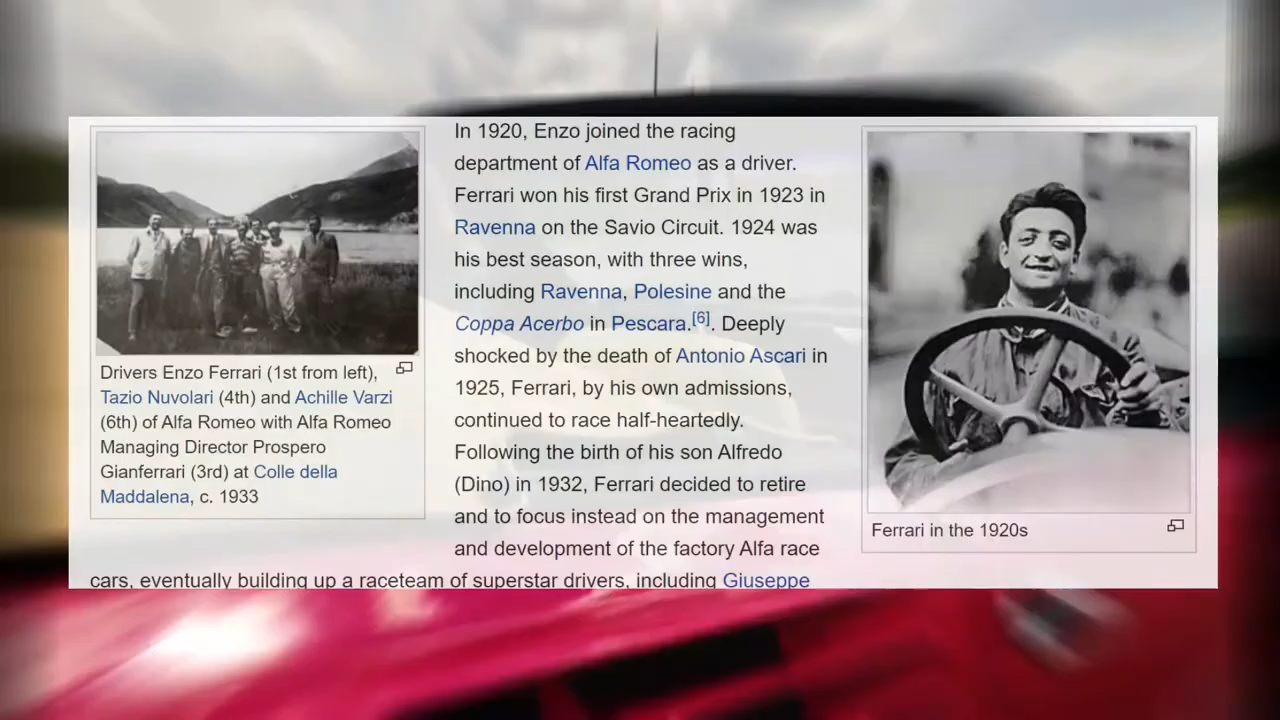 Drivers Enzo Ferrari (1st from left),
Tazio Nuvolari (4th) and Achille Varzi
(6th) of Alfa Romeo with Alfa Romeo
Managing Director Prospero
Gianferrari (3rd) at Colle della
Maddalena, c. 1933
In 1920, Enzo joined the racing
department of Alfa Romeo as a driver.
Ferrari won his first Grand Prix in 1923 in
Ravenna on the Savio Circuit. 1924 was
his best season, with three wins,
including Ravenna, Polesine and the
Coppa Acerbo in Pescara.[6]. Deeply
shocked by the death of Antonio Ascari in
1925, Ferrari, by his own admissions,
continued to race half-heartedly.
Following the birth of his son Alfredo
(Dino) in 1932, Ferrari decided to retire
and to focus instead on the management
and development of the factory Alfa race
cars, eventually building up a raceteam of superstar drivers, including Giuseppe
Ferrari in the 1920s